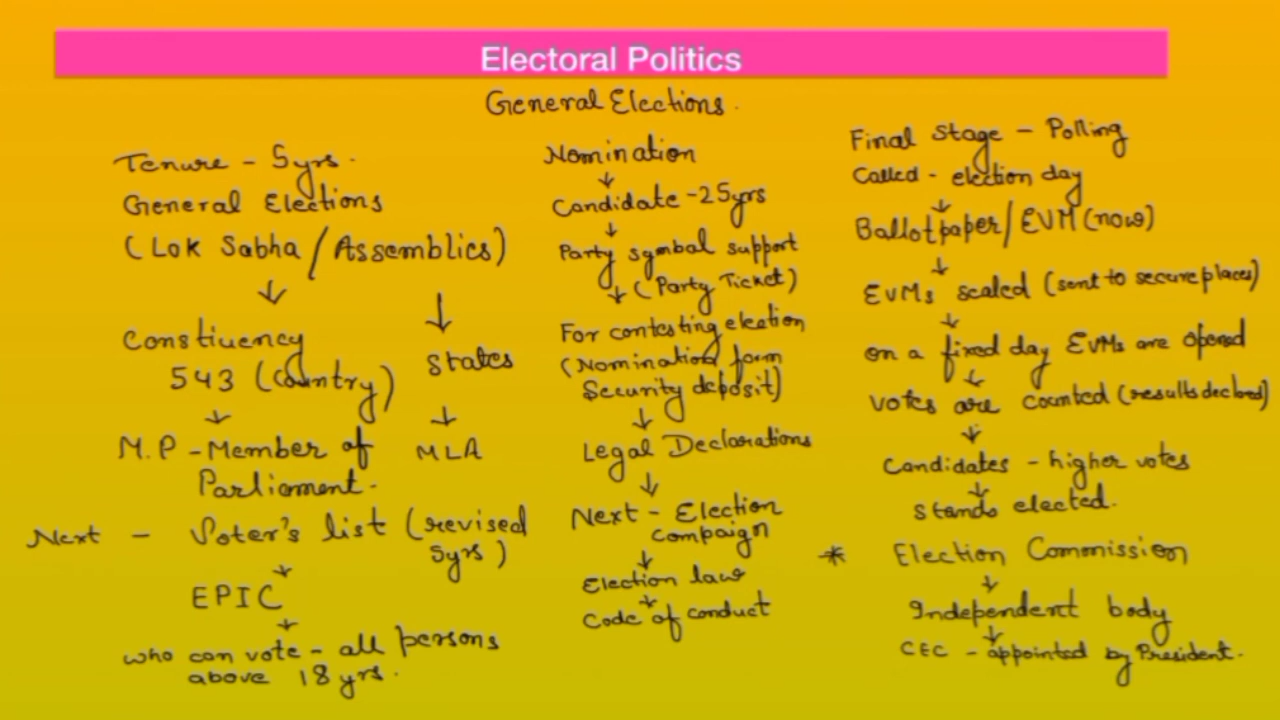 Electoral Politics
General Elections.
Tenure - 5yrs.
General Elections
(Lok Sabha / Assemblies)
Constiuency
543 (Country)
States
M.P - Member of
Parliament.
MLA
Next - Voter's list (revised
5yrs)
EPIC
who can vote - all persons
above 18 yrs.
Nomination
Candidate - 25yrs
Party symbal support
(Party Ticket)
For contesting election
(Nomination form
Security deposit)
Legal Declarations
Next - Election
campaign
Election law
Code of conduct
Final Stage - Polling
Called - election day
Ballot paper / EVM (now)
EVMs sealed (sent to secure places)
on a fixed day EVMs are opened
votes are counted (results declared)
Candidates - higher votes
stands elected.
* Election Commission
Independent body
CEC - appointed by President.